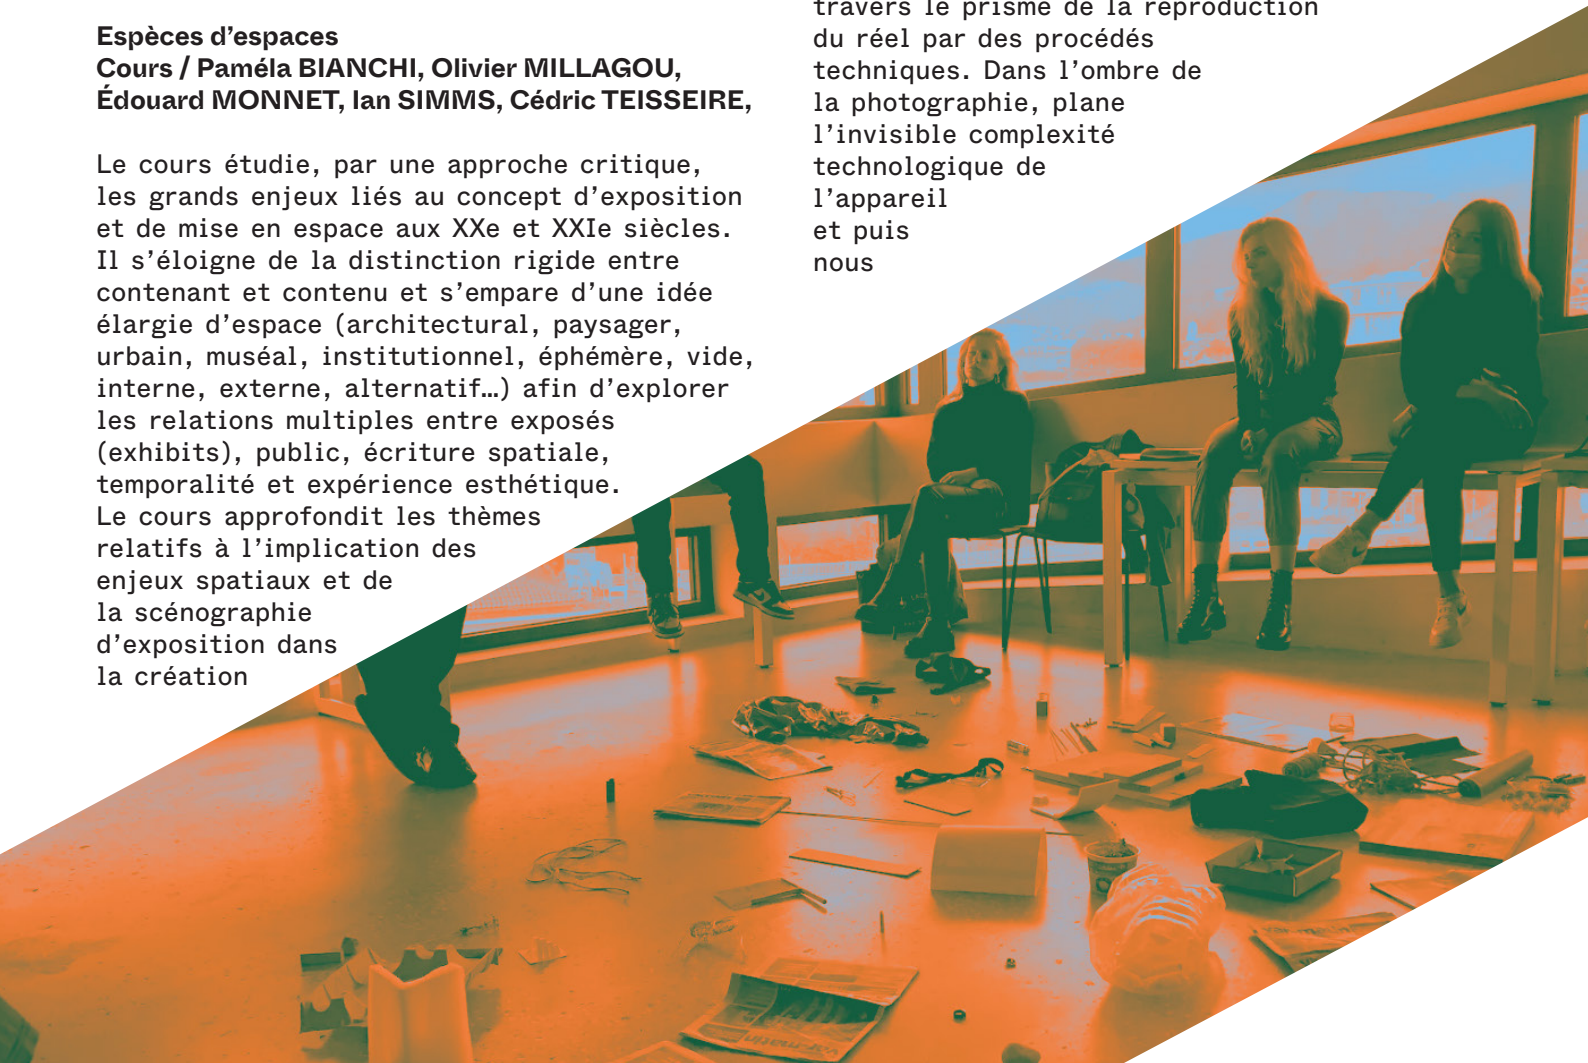 Espèces d’espaces
Cours / Paméla BIANCHI, Olivier MILLAGOU,
Édouard MONNET, Ian SIMMS, Cédric TEISSEIRE,
Le cours étudie, par une approche critique,
les grands enjeux liés au concept d’exposition
et de mise en espace aux XXe et XXIe siècles.
Il s’éloigne de la distinction rigide entre
contenant et contenu et s’empare d’une idée
élargie d’espace (architectural, paysager,
urbain, muséal, institutionnel, éphémère, vide,
interne, externe, alternatif…) afin d’explorer
les relations multiples entre exposés
(exhibits), public, écriture spatiale,
temporalité et expérience esthétique.
Le cours approfondit les thèmes
relatifs à l’implication des
enjeux spatiaux et de
la scénographie
d’exposition dans
la création
travers le prisme de la reproduction
du réel par des procédés
techniques. Dans l’ombre de
la photographie, plane
l’invisible complexité
technologique de
l’appareil
et puis
nous
var-matin